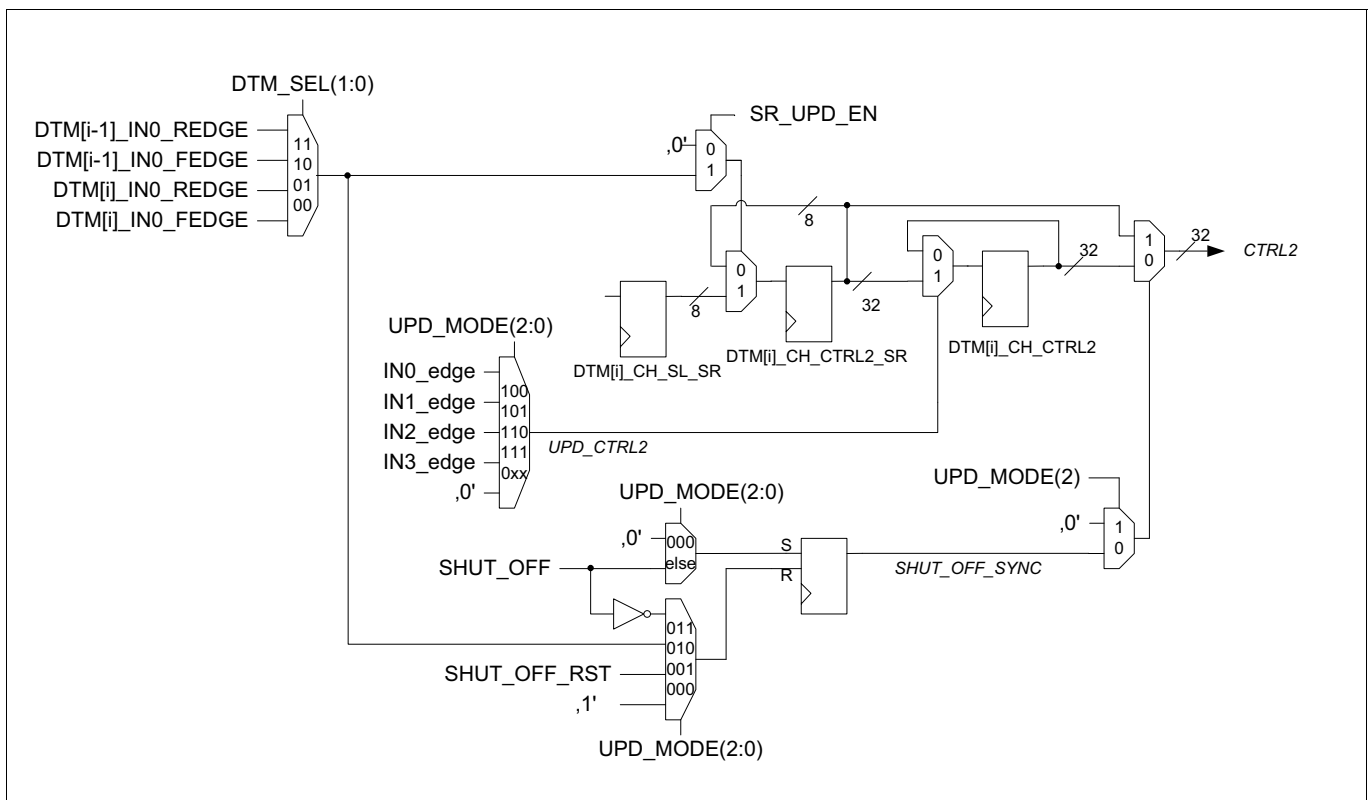 DTM_SEL(1:0)
DTM[i-1]_IN0_REDGE
DTM[i-1]_IN0_FEDGE
DTM[i]_IN0_REDGE
DTM[i]_IN0_FEDGE
11
10
01
00
SR_UPD_EN
,0'
0
1
8
0
1
8
DTM[i]_CH_SL_SR
DTM[i]_CH_CTRL2_SR
32
0
1
DTM[i]_CH_CTRL2
32
1
0
32
CTRL2
UPD_MODE(2:0)
IN0_edge
IN1_edge
IN2_edge
IN3_edge
,0'
100
101
110
111
0xx
UPD_CTRL2
UPD_MODE(2:0)
,0'
000
else
SHUT_OFF
S
R
SHUT_OFF_SYNC
UPD_MODE(2)
,0'
1
0
011
010
001
000
SHUT_OFF_RST
,1'
UPD_MODE(2:0)